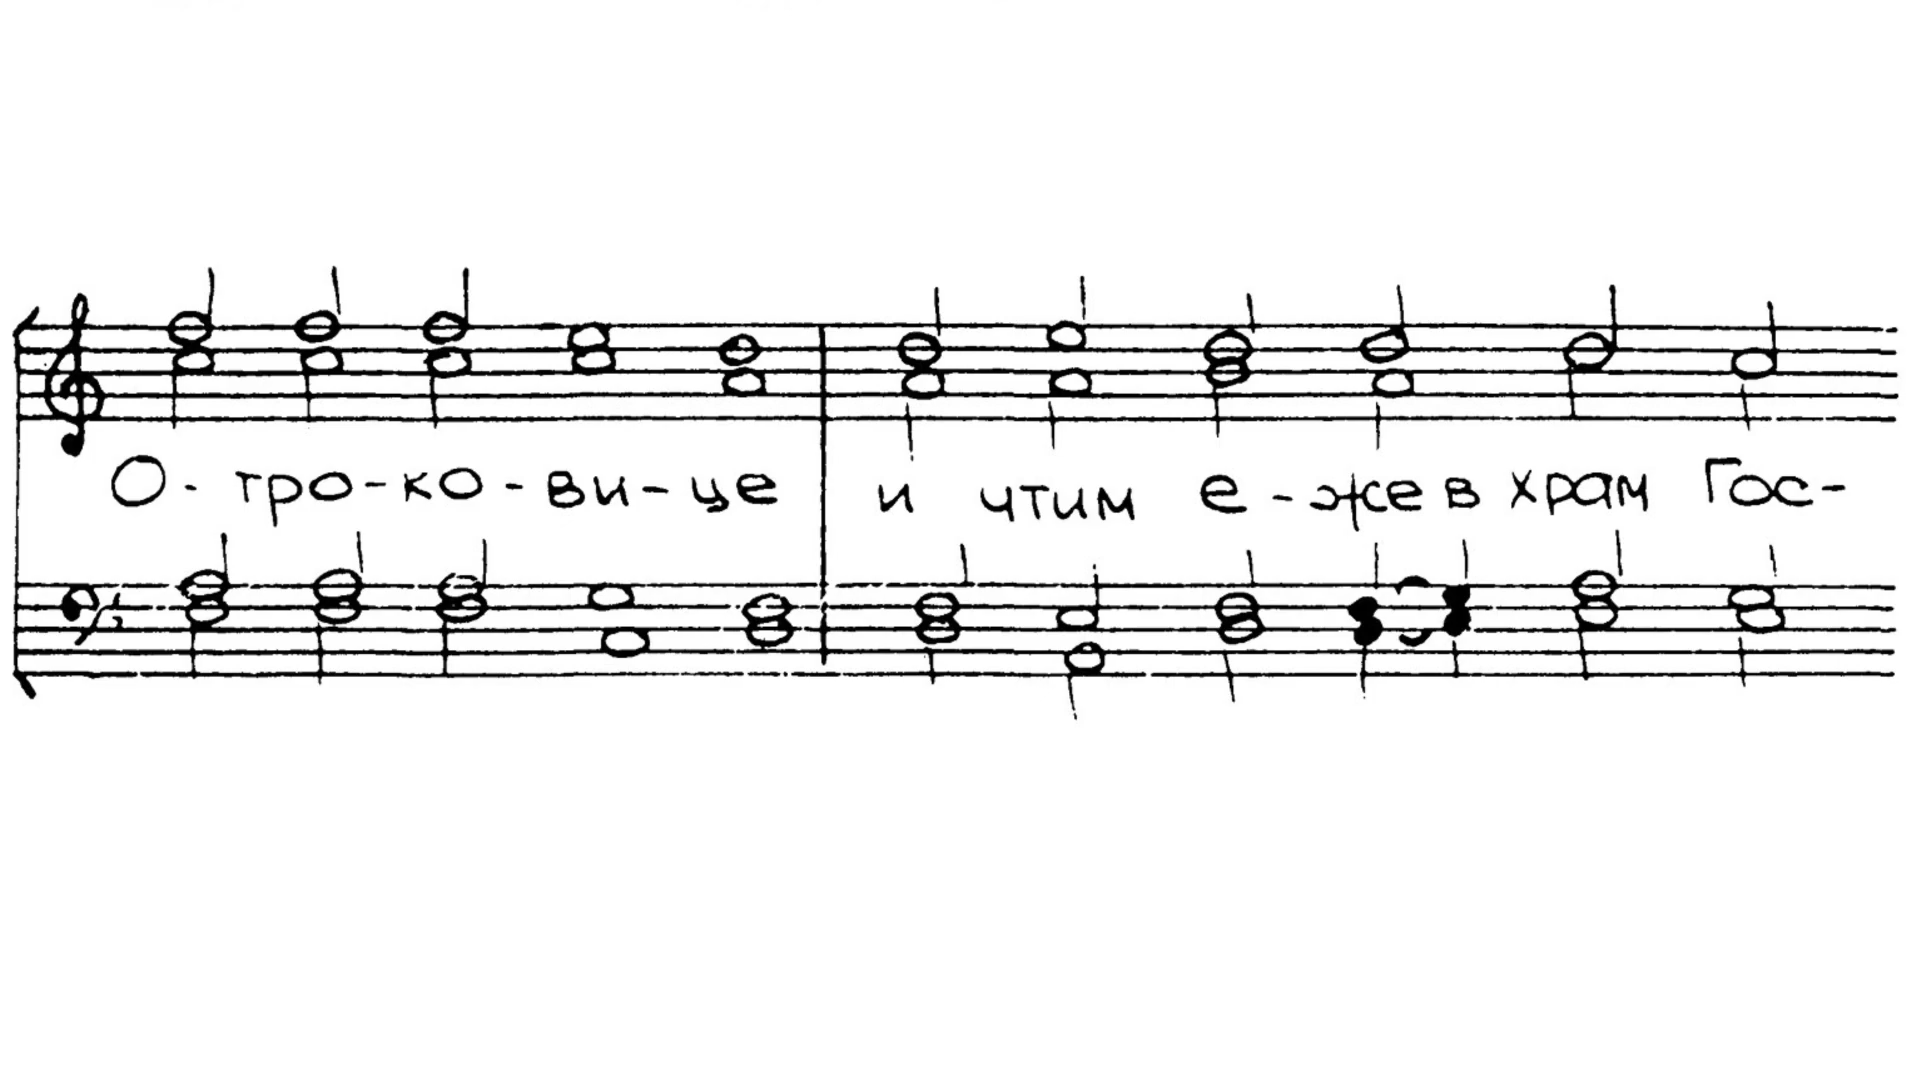 О-тро-ко-ви-це и чтим е-же в храм Гос-